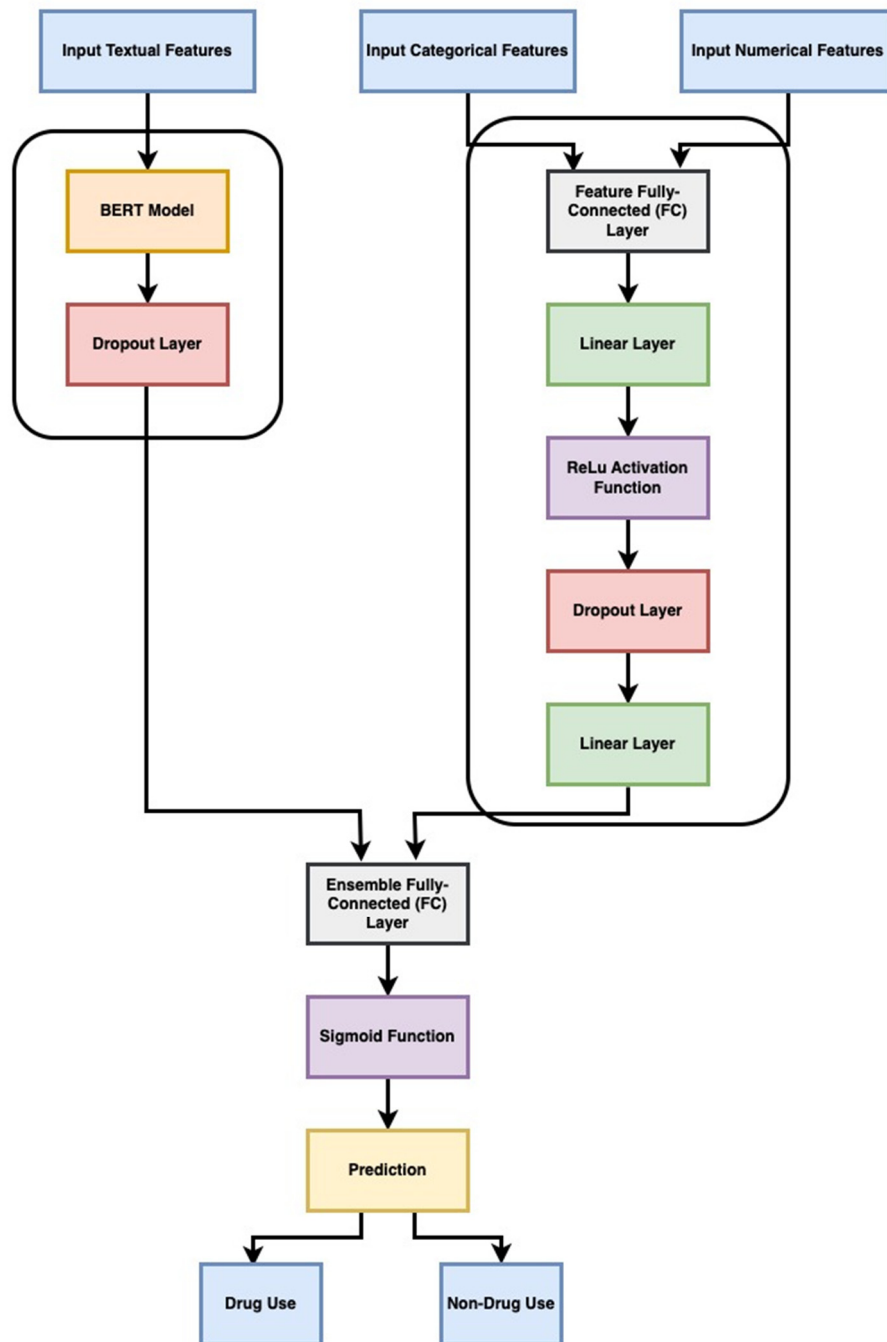 Input Textual Features
Input Categorical Features
Input Numerical Features
BERT Model
Dropout Layer
Feature Fully-
Connected (FC)
Layer
Linear Layer
ReLu Activation
Function
Dropout Layer
Linear Layer
Ensemble Fully-
Connected (FC)
Layer
Sigmoid Function
Prediction
Drug Use
Non-Drug Use